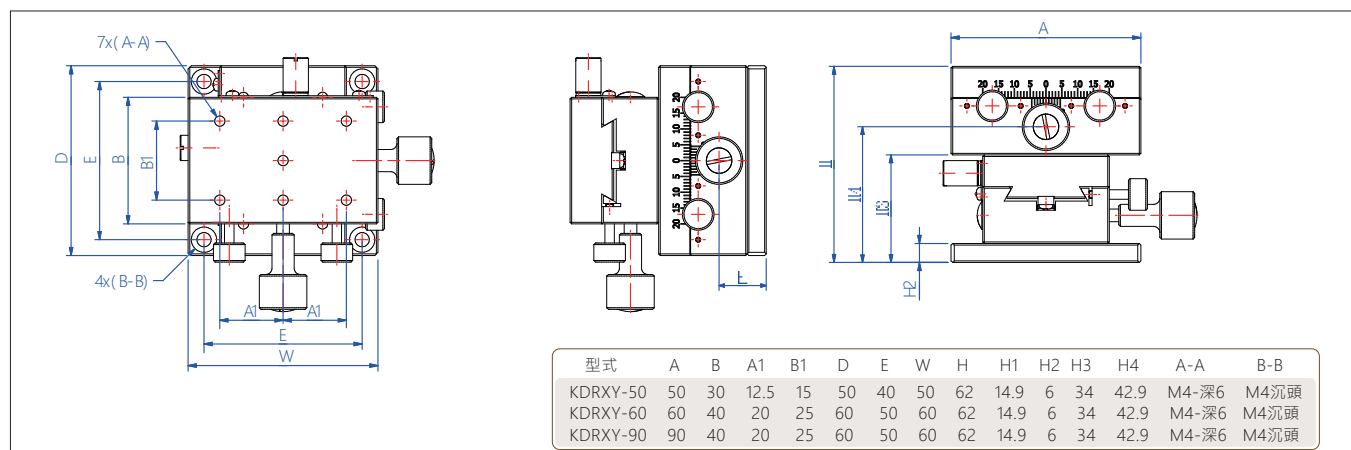 7x(A-A)
D
E
B
B1
4x(B-B)
A1 A1
E
W
20 15 10 5 0 5 10 15 20
A
20 15 10 5 0 5 10 15 20
H2
型式 A B A1 B1 D E W H H1 H2 H3 H4 A-A B-B
KDRXY-50 50 30 12.5 15 50 40 50 62 14.9 6 34 42.9 M4-深6 M4沉頭
KDRXY-60 60 40 20 25 60 50 60 62 14.9 6 34 42.9 M4-深6 M4沉頭
KDRXY-90 90 40 20 25 60 50 60 62 14.9 6 34 42.9 M4-深6 M4沉頭